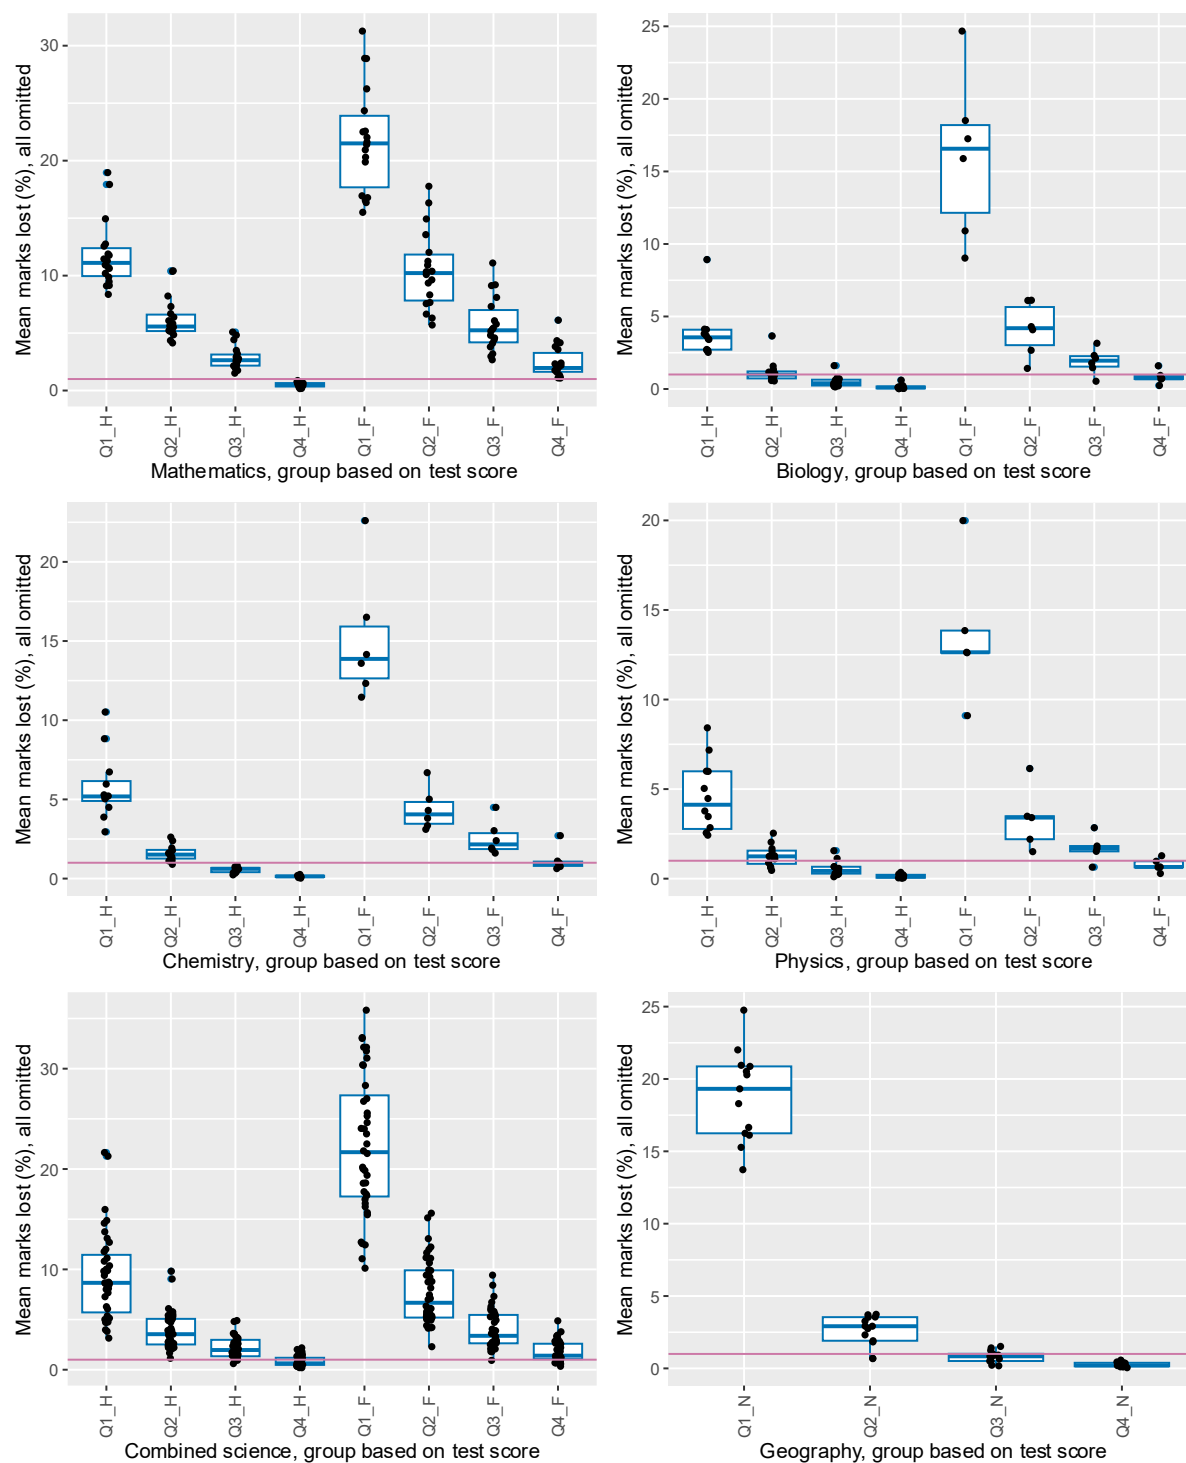 Mean marks lost (%), all omitted
30
20
10
0
Q1_H
Q2_H
Q3_H
Q4_H
Q1_F
Q2_F
Q3_F
Q4_F
Mathematics, group based on test score
Mean marks lost (%), all omitted
25
20
15
10
5
0
Q1_H
Q2_H
Q3_H
Q4_H
Q1_F
Q2_F
Q3_F
Q4_F
Biology, group based on test score
Mean marks lost (%), all omitted
20
15
10
5
0
Q1_H
Q2_H
Q3_H
Q4_H
Q1_F
Q2_F
Q3_F
Q4_F
Chemistry, group based on test score
Mean marks lost (%), all omitted
20
15
10
5
0
Q1_H
Q2_H
Q3_H
Q4_H
Q1_F
Q2_F
Q3_F
Q4_F
Physics, group based on test score
Mean marks lost (%), all omitted
30
20
10
0
Q1_H
Q2_H
Q3_H
Q4_H
Q1_F
Q2_F
Q3_F
Q4_F
Combined science, group based on test score
Mean marks lost (%), all omitted
25
20
15
10
5
0
Q1_N
Q2_N
Q3_N
Q4_N
Geography, group based on test score